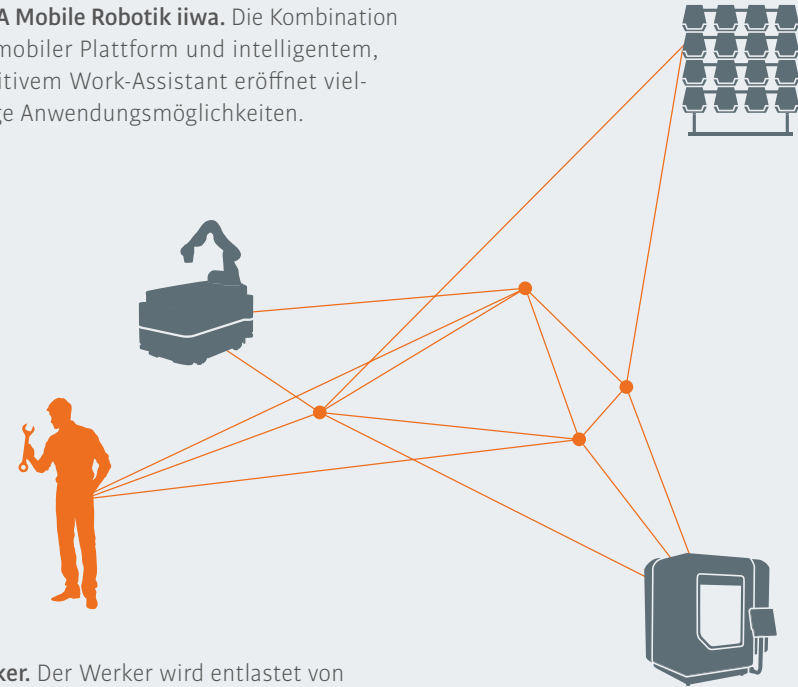 A Mobile Robotik iiwa. Die Kombination
mobiler Plattform und intelligentem,
itivem Work-Assistant eröffnet viel-
ge Anwendungsmöglichkeiten.
ker. Der Werker wird entlastet von